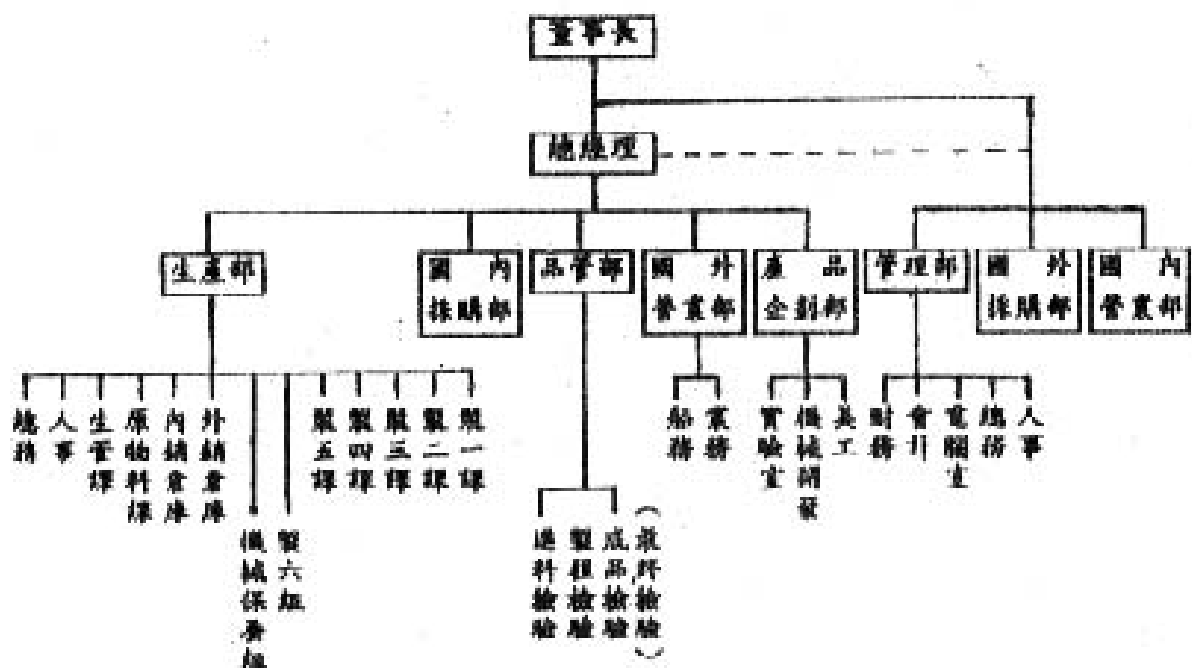 董事長
總經理
生產部
國內
採購部
品管部
國外
營業部
產品
企劃部
管理部
國外
採購部
國內
營業部
總務
人事
生管課
原物料課
內銷倉庫
外銷倉庫
機械保養組
製六組
製五課
製四課
製三課
製二課
製一課
進料檢驗
製程檢驗
成品檢驗
船務
業務
實驗室
機械開發
美工
財務
會計
電腦室
總務
人事